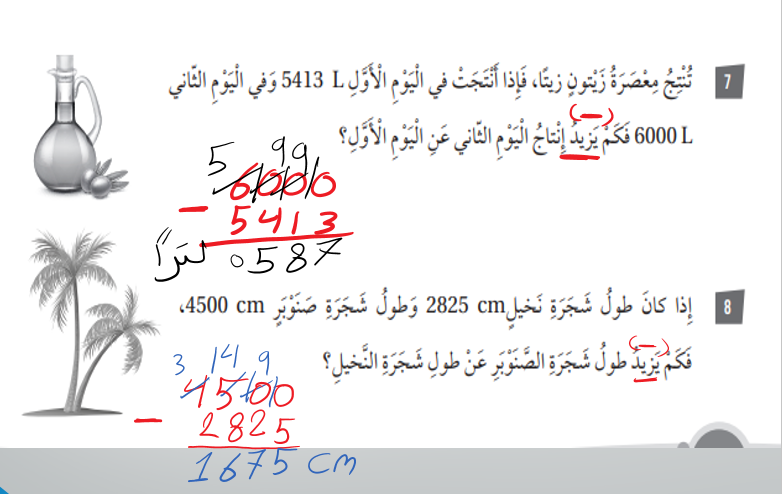 7 تُنْتِجُ مِعْصَرَةُ زَيْتونٍ زيتًا، فَإِذا أَنْتَجَتْ في الْيَوْمِ الْأَوَّلِ 5413 L وَفي الْيَوْمِ الثّاني
6000 L فَكَمْ يَزيدُ إِنْتاجُ الْيَوْمِ الثّاني عَنِ الْيَوْمِ الْأَوَّلِ؟
(—)
5 9 9
6000
- 5413
0587 لترًا
8 إِذا كانَ طولُ شَجَرَةِ نَخيلٍ 2825 cm وَطولُ شَجَرَةِ صَنَوْبَرٍ 4500 cm،
فَكَمْ يَزيدُ طولُ شَجَرَةِ الصَّنَوْبَرِ عَنْ طولِ شَجَرَةِ النَّخيلِ؟
(—)
3 14 9
4500
- 2825
1675 cm